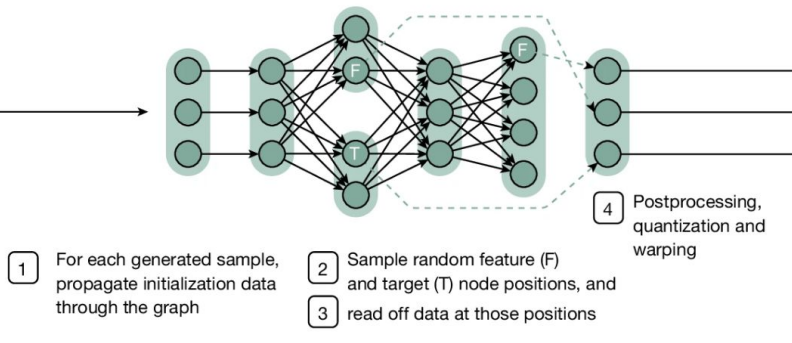 F
F
T
4
Postprocessing,
quantization and
warping
1
For each generated sample,
propagate initialization data
through the graph
2
Sample random feature (F)
and target (T) node positions, and
3
read off data at those positions